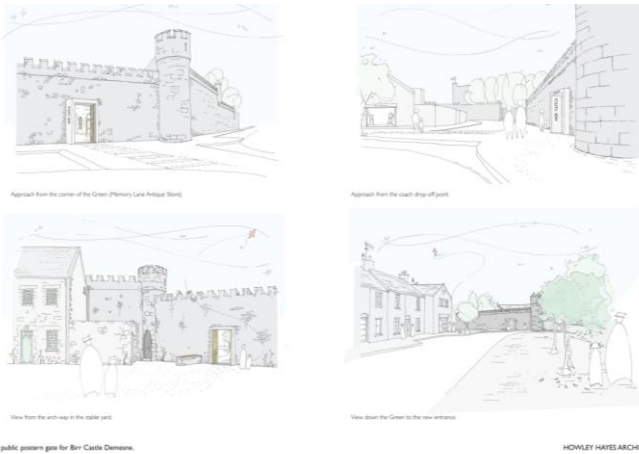 Approach from the corner of the Green (Memory Lane Antique Store)
Approach from the coach drop-off point.
View from the arch-way in the stable yard.
View down the Green to the new entrance.
public postern gate for Birr Castle Demesne.
HOWLEY HAYES ARCHI